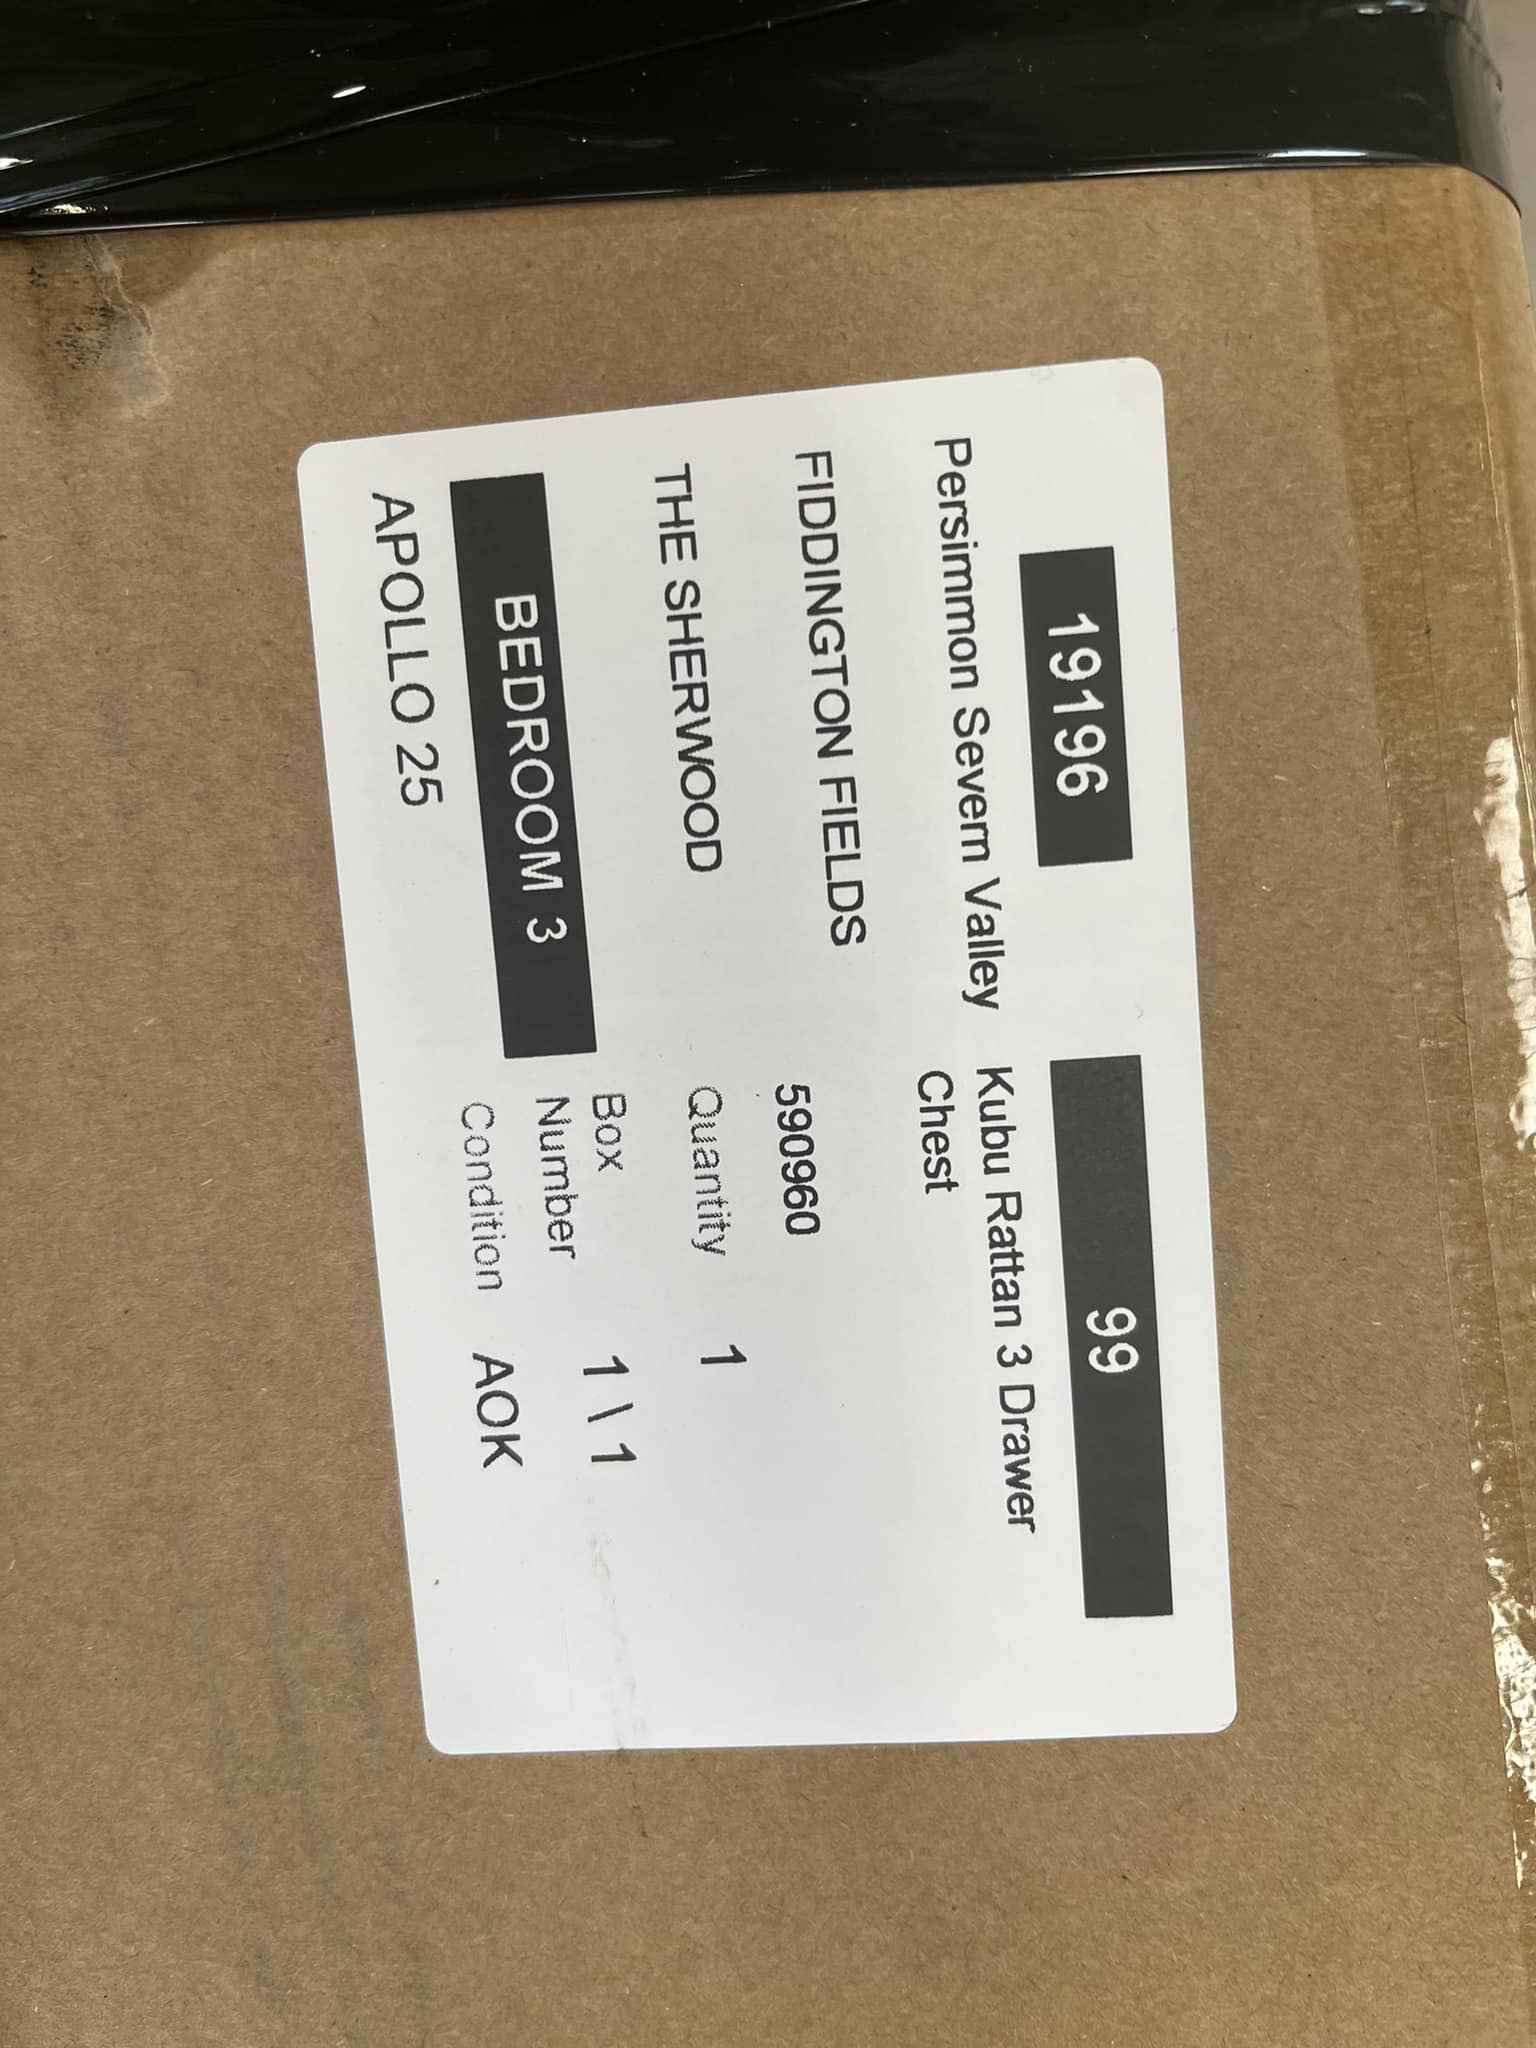 19196
99
Persimmon Severn Valley
Kubu Rattan 3 Drawer
Chest
FIDDINGTON FIELDS
590960
THE SHERWOOD
Quantity 1
BEDROOM 3
Box
Number 1 \ 1
APOLLO 25
Condition AOK